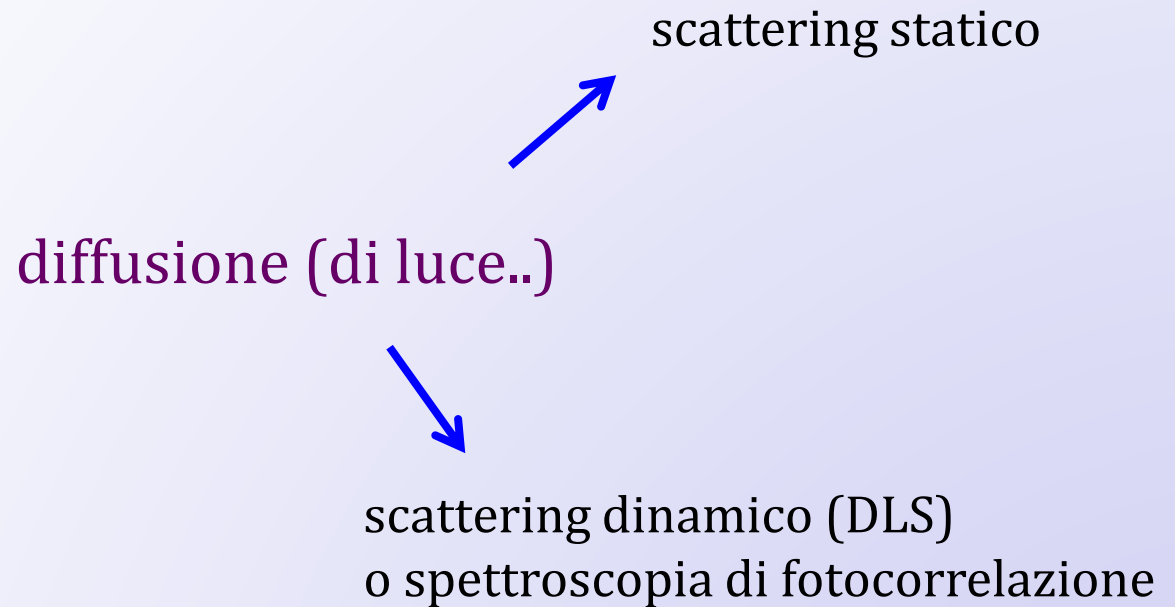 scattering statico
diffusione (di luce..)
scattering dinamico (DLS)
o spettroscopia di fotocorrelazione